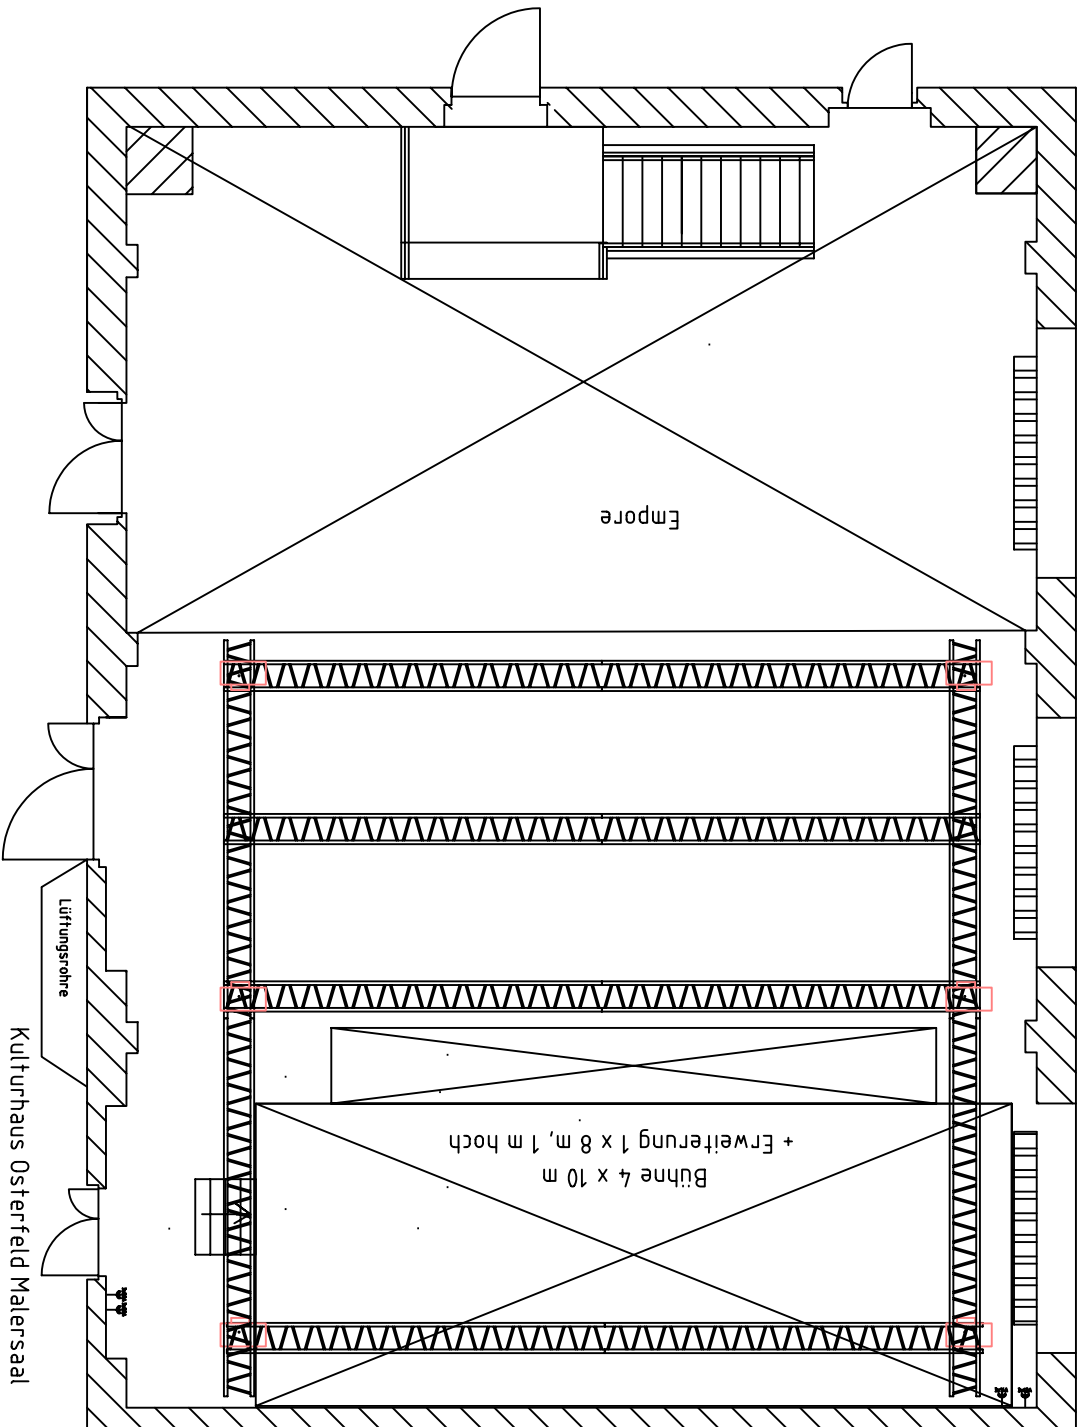 Empore
Lüftungsrohre
Bühne 4 x 10 m
+ Erweiterung 1 x 8 m, 1 m hoch
Kulturhaus Osterfeld Malersaal